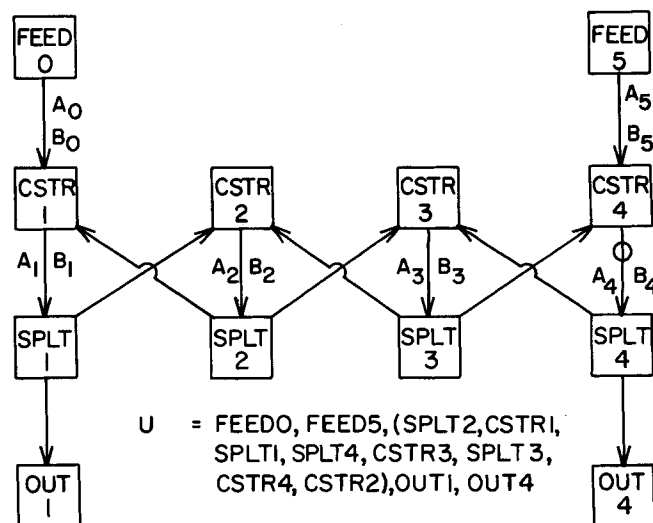 FEED
0
FEED
5
A0
B0
A5
B5
CSTR
1
CSTR
2
CSTR
3
CSTR
4
A1 B1
A2 B2
A3 B3
A4 B4
SPLT
1
SPLT
2
SPLT
3
SPLT
4
U = FEED0, FEED5, (SPLT2,CSTR1,
SPLT1, SPLT4, CSTR3, SPLT3,
CSTR4, CSTR2),OUT1, OUT4
OUT
1
OUT
4